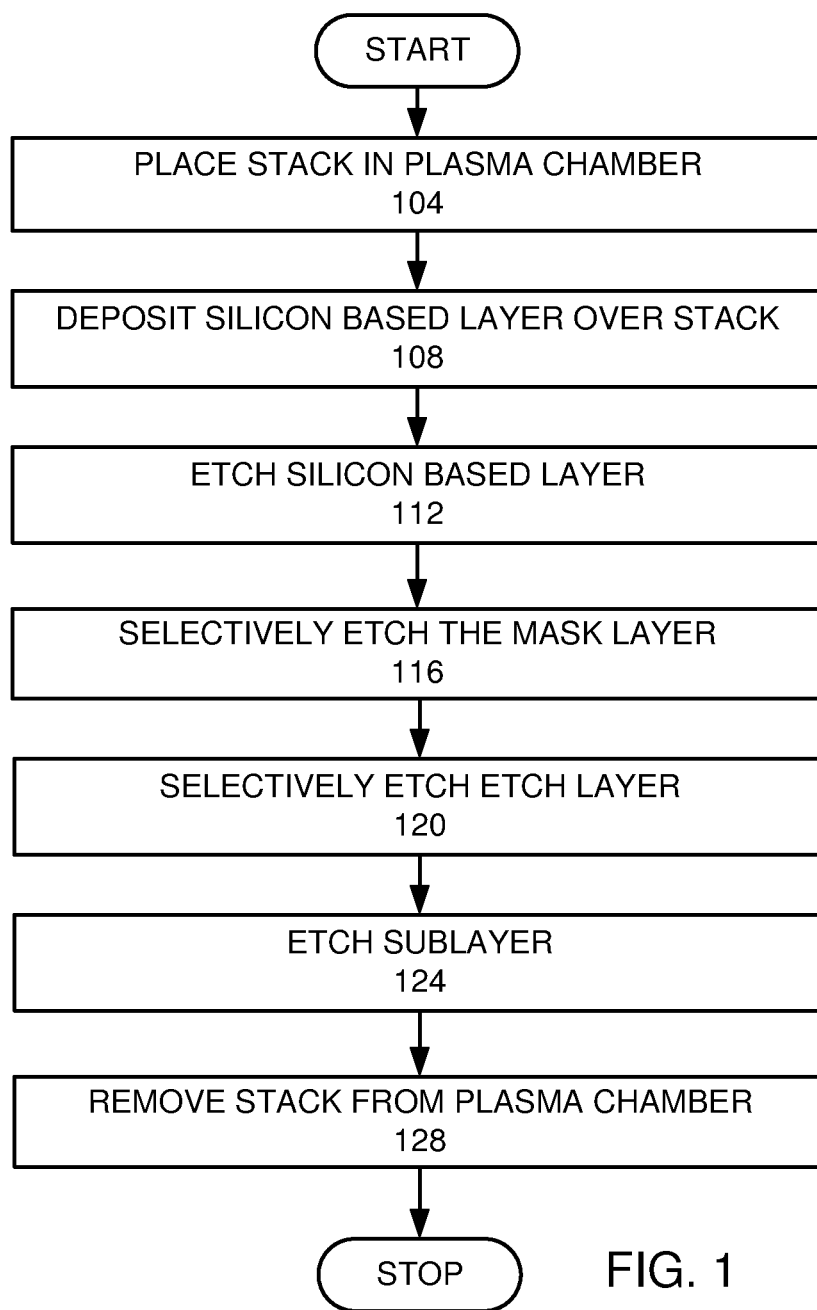 START
PLACE STACK IN PLASMA CHAMBER
104
DEPOSIT SILICON BASED LAYER OVER STACK
108
ETCH SILICON BASED LAYER
112
SELECTIVELY ETCH THE MASK LAYER
116
SELECTIVELY ETCH ETCH LAYER
120
ETCH SUBLAYER
124
REMOVE STACK FROM PLASMA CHAMBER
128
STOP
FIG. 1